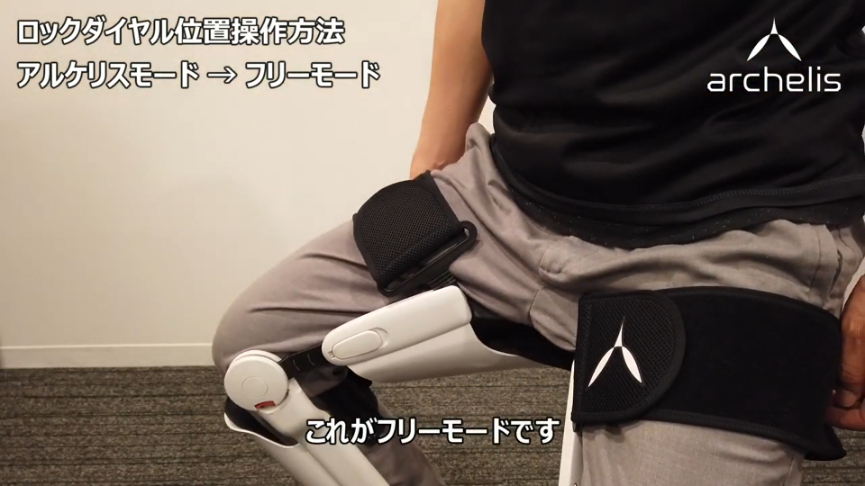 ロックダイヤル位置操作方法
アルケリスモード → フリーモード
archelis
これがフリーモードです